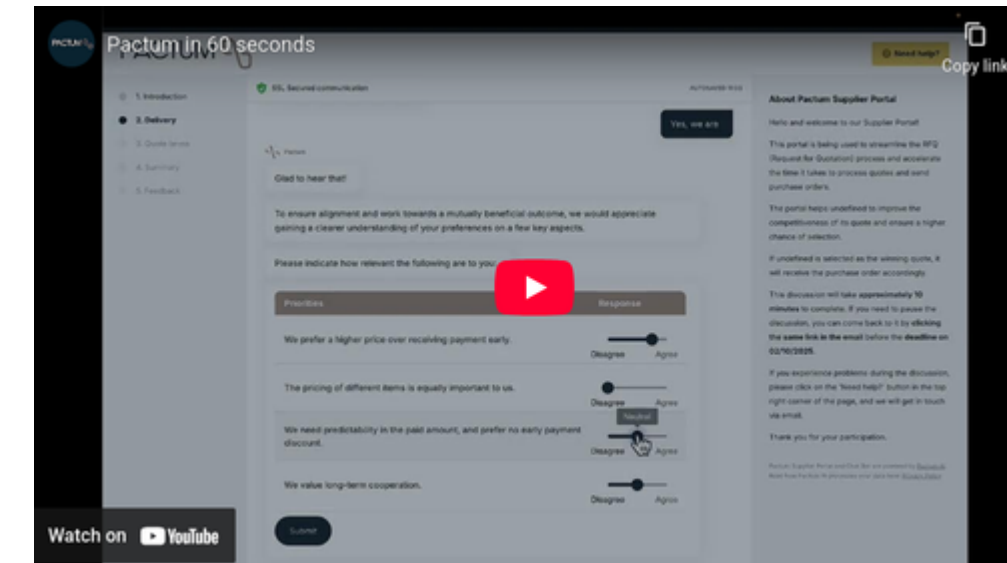 PACTUM
Pactum in 60 seconds
PACTUM
Copy link
Need help?
1. Introduction
2. Delivery
3. Quote terms
4. Summary
5. Feedback
SSL Secured communication
Yes, we are
Pactum
Glad to hear that!
To ensure alignment and work towards a mutually beneficial outcome, we would appreciate
gaining a clearer understanding of your preferences on a few key aspects.
Please indicate how relevant the following are to you:
Priorities
Response
We prefer a higher price over receiving payment early.
Disagree
Agree
The pricing of different items is equally important to us.
Disagree
Agree
Neutral
We need predictability in the paid amount, and prefer no early payment
discount.
Disagree
Agree
We value long-term cooperation.
Disagree
Agree
Submit
About Pactum Supplier Portal
Hello and welcome to our Supplier Portal!
This portal is being used to streamline the RFQ
(Request for Quotation) process and accelerate
the time it takes to process quotes and send
purchase orders.
The portal helps undefined to improve the
competitiveness of its quote and ensure a higher
chance of selection.
If undefined is selected as the winning quote, it
will receive the purchase order accordingly.
This discussion will take approximately 10
minutes to complete. If you need to pause the
discussion, you can come back to it by clicking
the same link in the email before the deadline on
02/10/2025.
If you experience problems during the discussion,
please click on the "Need help?" button in the top
right corner of the page, and we will get in touch
via email.
Thank you for your participation.
Watch on YouTube